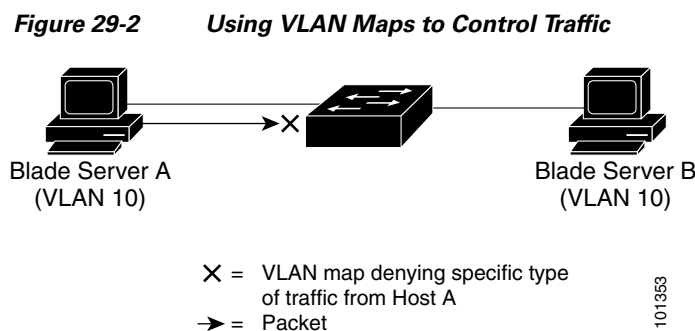 Figure 29-2 Using VLAN Maps to Control Traffic
Blade Server A
(VLAN 10)
Blade Server B
(VLAN 10)
X = VLAN map denying specific type
of traffic from Host A
→ = Packet
101353